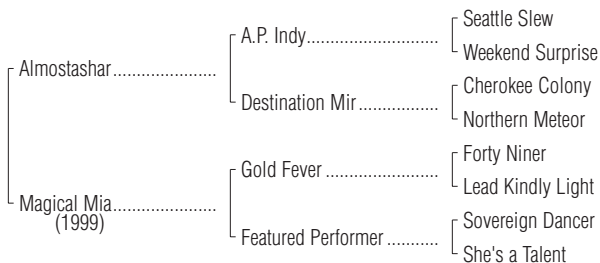 Seattle Slew
A.P. Indy..............................
Weekend Surprise
Almostashar.......................
Cherokee Colony
Destination Mir ..................
Northern Meteor
Forty Niner
Gold Fever ........................
Lead Kindly Light
Magical Mia.......................
(1999)
Sovereign Dancer
Featured Performer ...........
She's a Talent